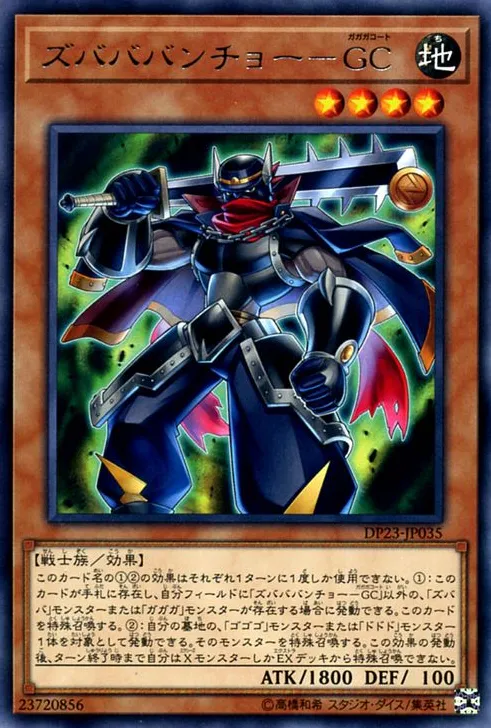 ズバババンチョー－GC
ガガガコート
地
ち
DP23-JP035
【戦士族／効果】
このカード名の①②の効果はそれぞれ1ターンに1度しか使用できない。①：こ
のカードが手札に存在し、自分フィールドに「ズバババンチョー－GC」以外の、「ズバ
バ」モンスターまたは「ガガガ」モンスターが存在する場合に発動できる。このカード
を特殊召喚する。②：自分の墓地の、「ゴゴゴ」モンスターまたは「ドドド」モンスター
1体を対象として発動できる。そのモンスターを特殊召喚する。この効果の発動
後、ターン終了時まで自分はXモンスターしかEXデッキから特殊召喚できない。
ATK/1800 DEF/ 100
23720856
©高橋和希 スタジオ・ダイス/集英社